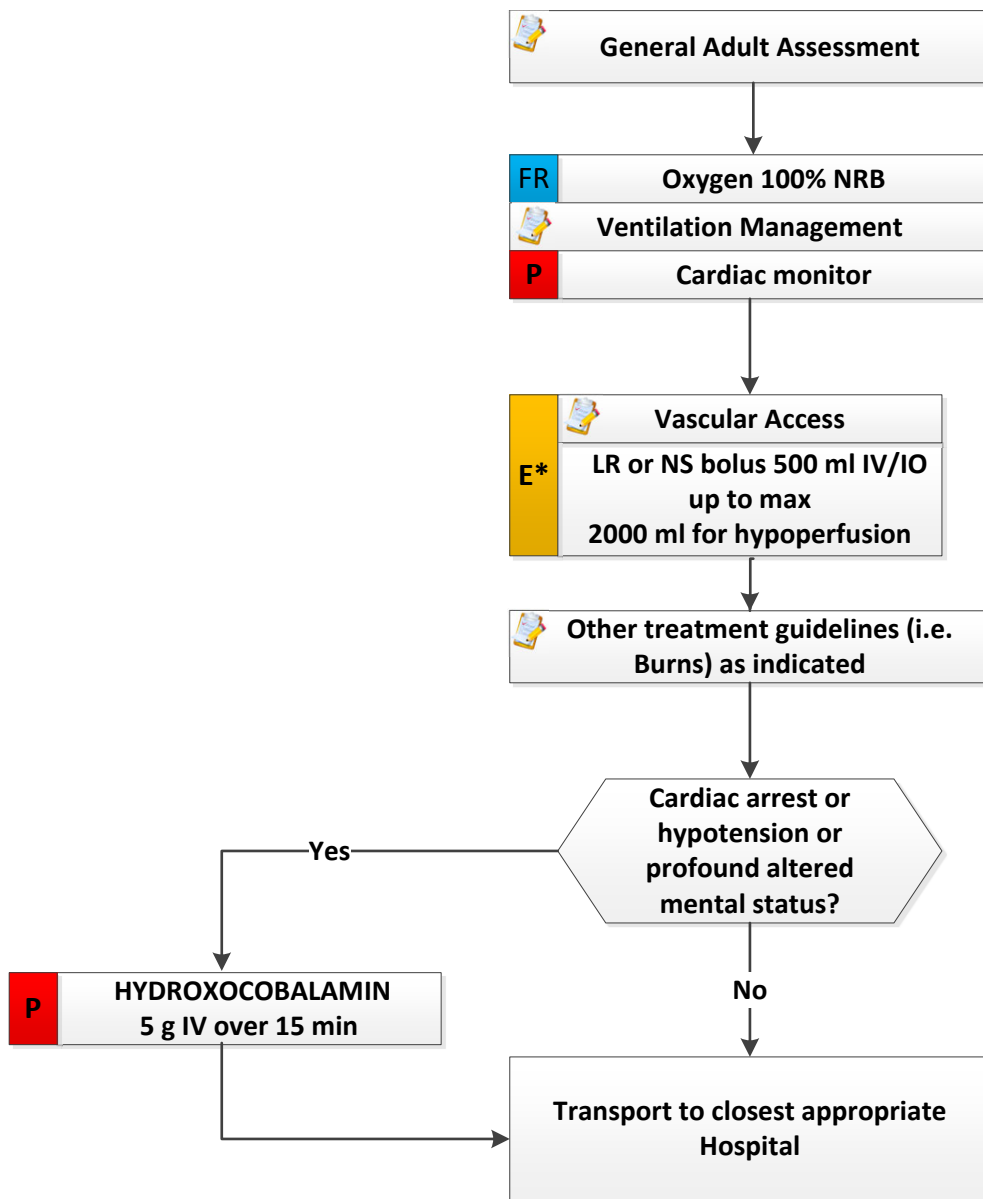 General Adult Assessment
FR
Oxygen 100% NRB
Ventilation Management
P
Cardiac monitor
E*
Vascular Access
LR or NS bolus 500 ml IV/IO
up to max
2000 ml for hypoperfusion
Other treatment guidelines (i.e.
Burns) as indicated
Cardiac arrest or
hypotension or
profound altered
mental status?
Yes
No
P
HYDROXOCOBALAMIN
5 g IV over 15 min
Transport to closest appropriate
Hospital